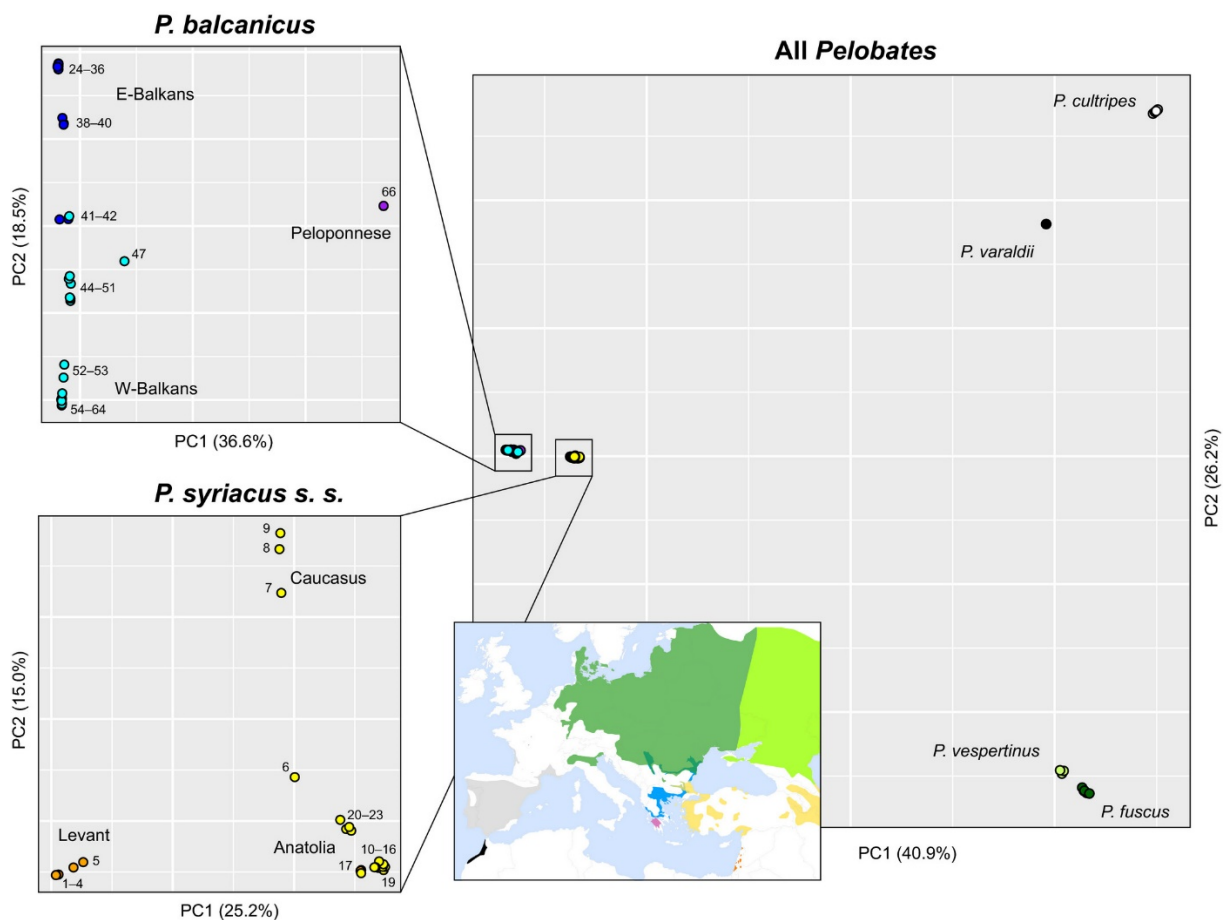 P. balcanicus
24–36
E-Balkans
38–40
66
41–42
Peloponnese
47
44–51
52–53
W-Balkans
54–64
PC2 (18.5%)
PC1 (36.6%)
All Pelobates
P. cultripes
P. varaldii
P. vespertinus
P. fuscus
PC2 (26.2%)
PC1 (40.9%)
P. syriacus s. s.
9
8
Caucasus
7
6
20–23
Levant
Anatolia
10–16
5
17
1–4
19
PC2 (15.0%)
PC1 (25.2%)